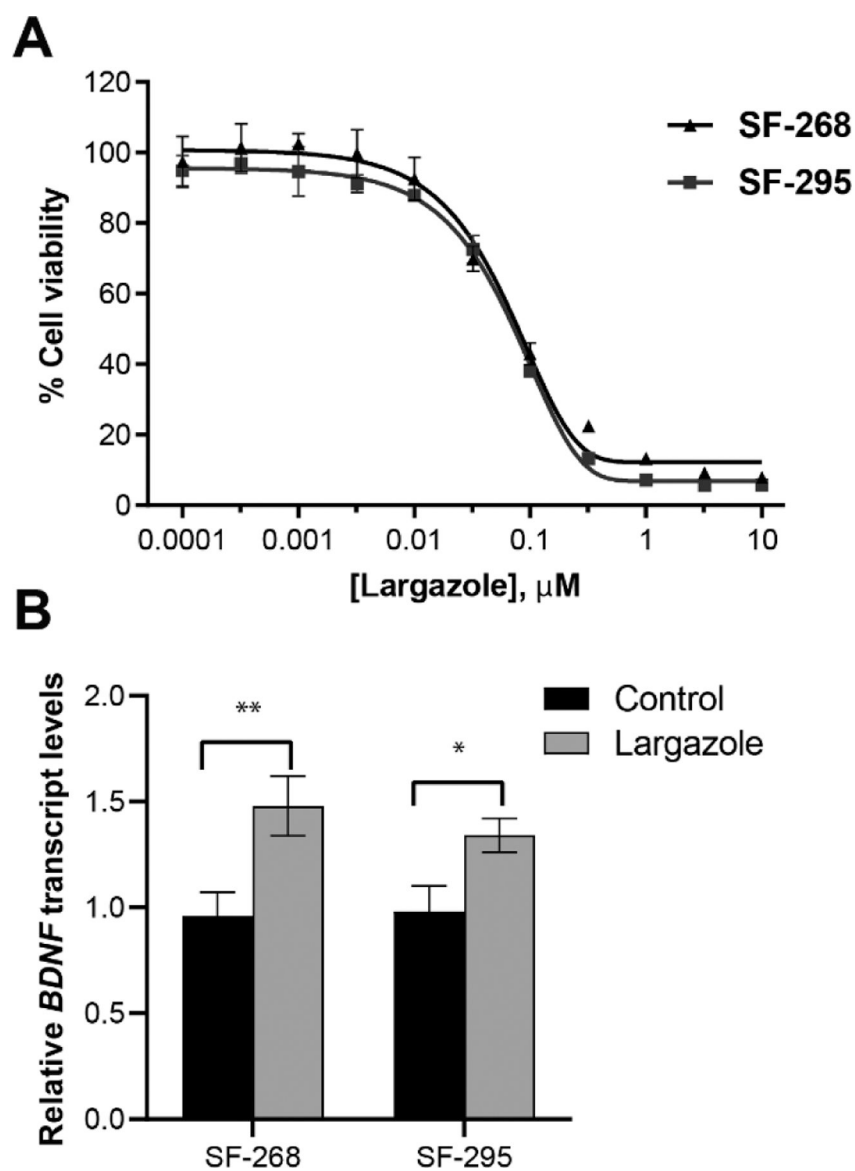 A
120
100
80
60
40
20
0
% Cell viability
SF-268
SF-295
0.0001 0.001 0.01 0.1 1 10
[Largazole], μM
B
2.0
1.5
1.0
0.5
0.0
Relative BDNF transcript levels
** 
*
Control
Largazole
SF-268 SF-295